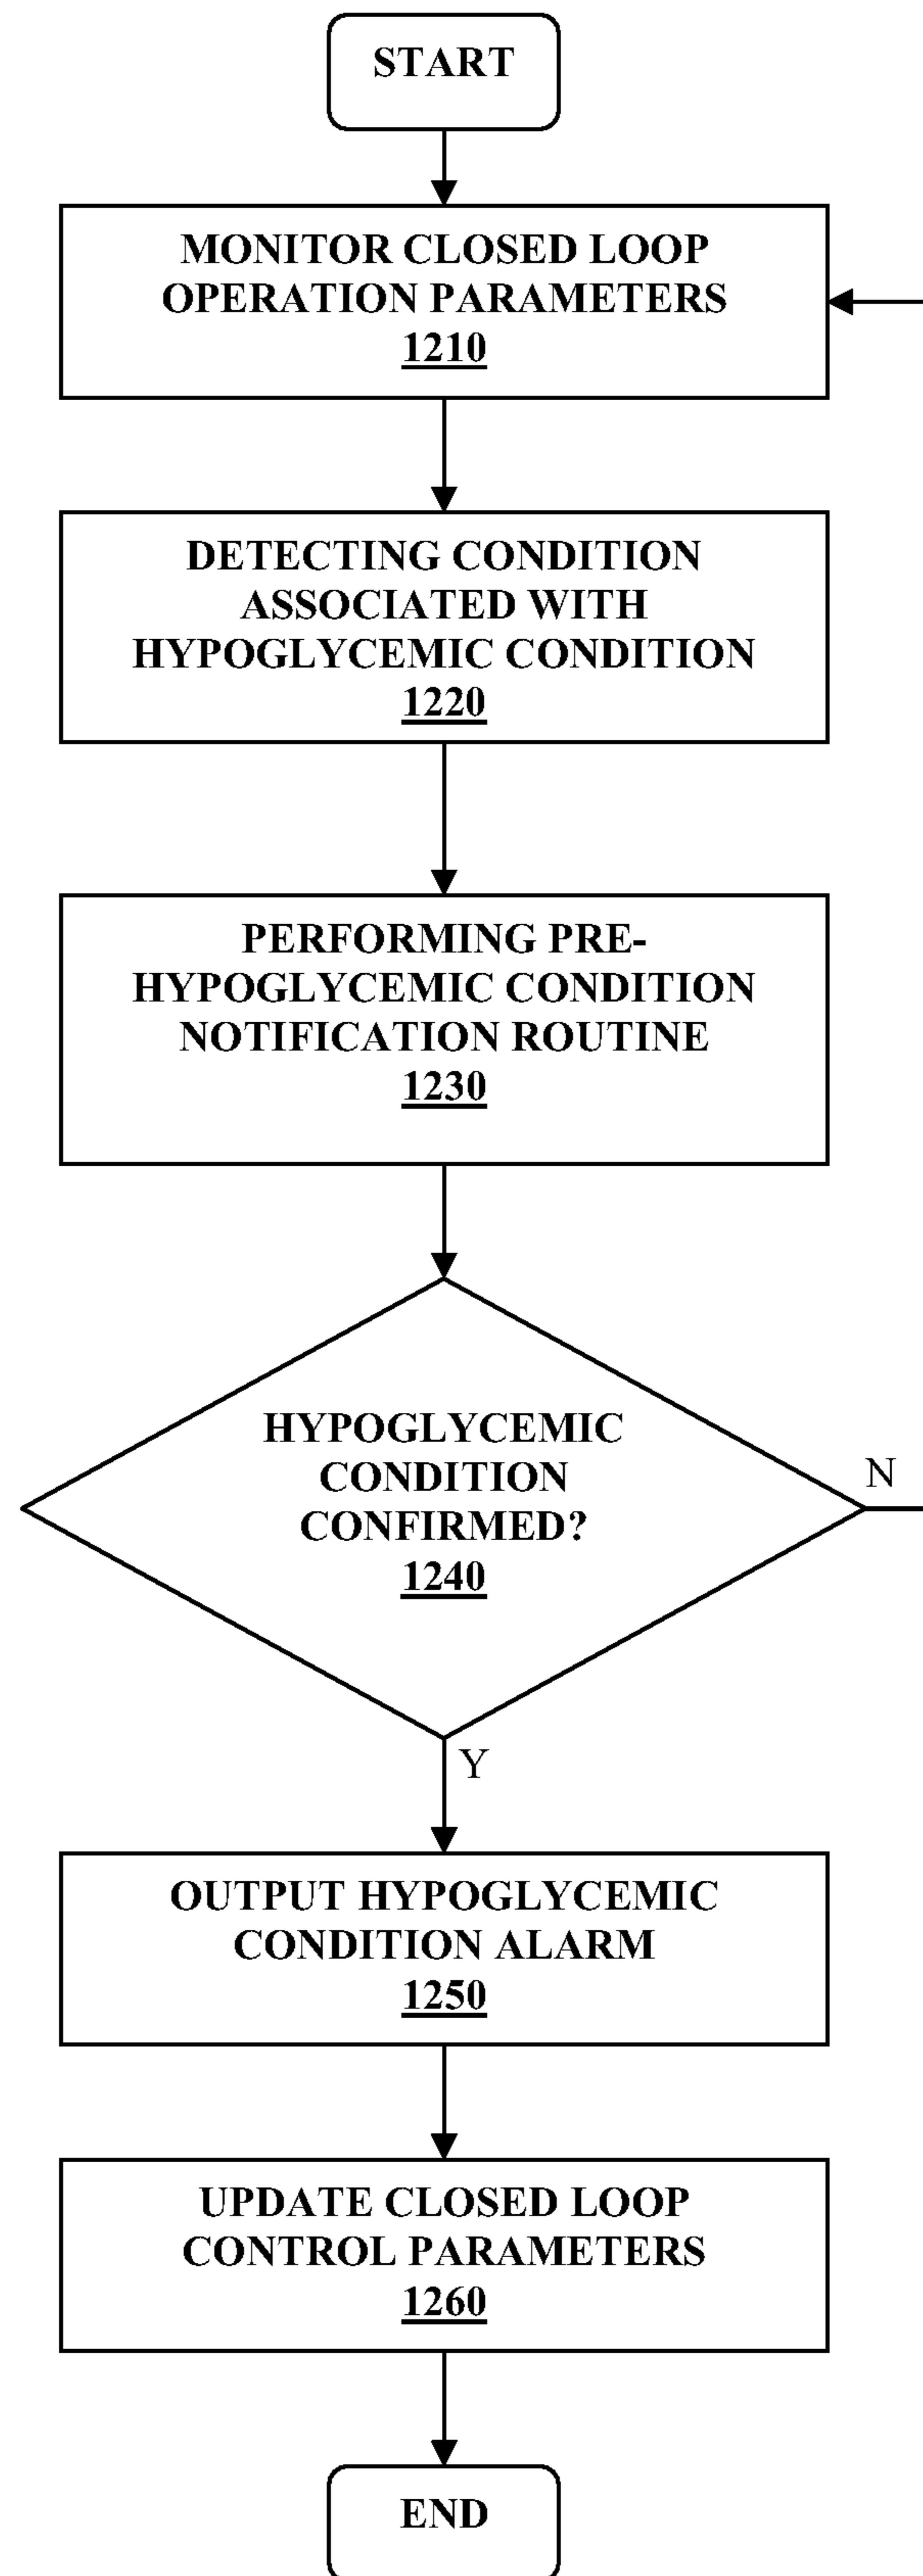 START
MONITOR CLOSED LOOP
OPERATION PARAMETERS
1210
DETECTING CONDITION
ASSOCIATED WITH
HYPOGLYCEMIC CONDITION
1220
PERFORMING PRE-
HYPOGLYCEMIC CONDITION
NOTIFICATION ROUTINE
1230
HYPOGLYCEMIC
CONDITION
CONFIRMED?
1240
N
Y
OUTPUT HYPOGLYCEMIC
CONDITION ALARM
1250
UPDATE CLOSED LOOP
CONTROL PARAMETERS
1260
END